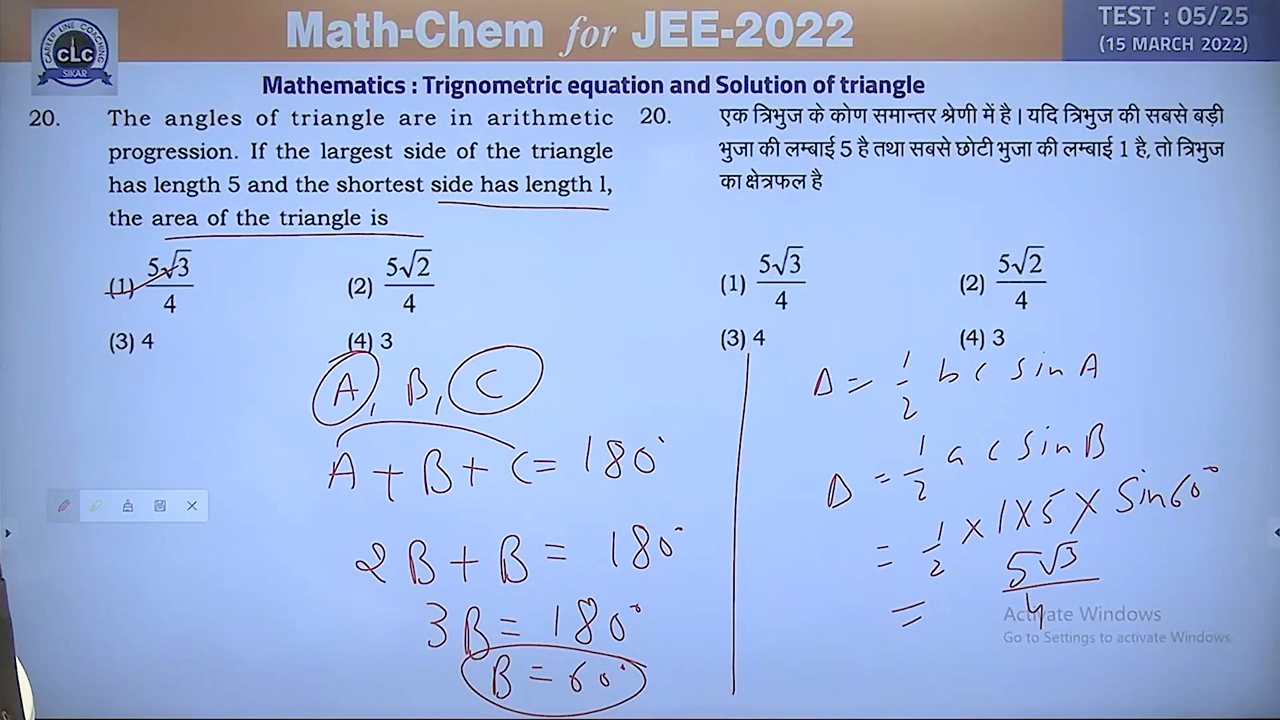 CAREER LINE COACHING
CLC
SIKAR
Math-Chem for JEE-2022
TEST : 05/25
(15 MARCH 2022)
Mathematics : Trignometric equation and Solution of triangle
20. The angles of triangle are in arithmetic
progression. If the largest side of the triangle
has length 5 and the shortest side has length l,
the area of the triangle is
(1) 5√3/4 (2) 5√2/4
(3) 4 (4) 3
20. एक त्रिभुज के कोण समान्तर श्रेणी में है। यदि त्रिभुज की सबसे बड़ी
भुजा की लम्बाई 5 है तथा सबसे छोटी भुजा की लम्बाई 1 है, तो त्रिभुज
का क्षेत्रफल है
(1) 5√3/4 (2) 5√2/4
(3) 4 (4) 3
A, B, C
A + B + C = 180°
2B + B = 180°
3B = 180°
B = 60°
Δ = 1/2 bc sin A
Δ = 1/2 a c sin B
= 1/2 × 1 × 5 × sin 60°
= 5√3/4
Activate Windows
Go to Settings to activate Windows.